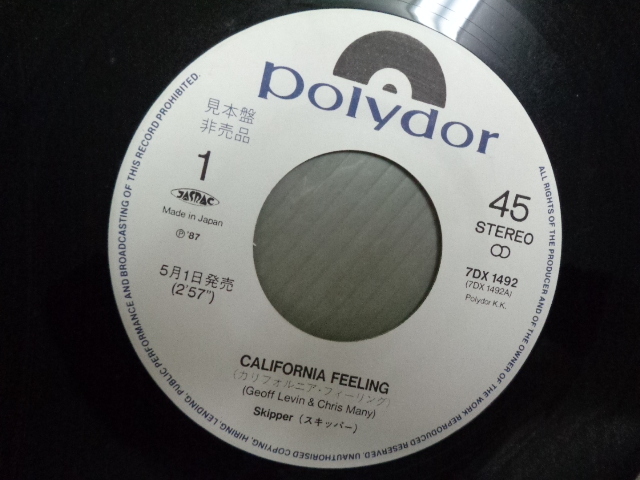 polydor
見本盤
非売品
1
JASRAC
Made in Japan
℗'87
5月1日発売
(2'57")
45
STEREO
7DX 1492
(7DX 1492A)
Polydor K.K.
CALIFORNIA FEELING
(カリフォルニア・フィーリング)
(Geoff Levin & Chris Many)
Skipper (スキッパー)
ALL RIGHTS OF THE PRODUCER AND OF THE OWNER OF THE WORK REPRODUCED RESERVED. UNAUTHORISED COPYING, HIRING, LENDING, PUBLIC PERFORMANCE AND BROADCASTING OF THIS RECORD PROHIBITED.